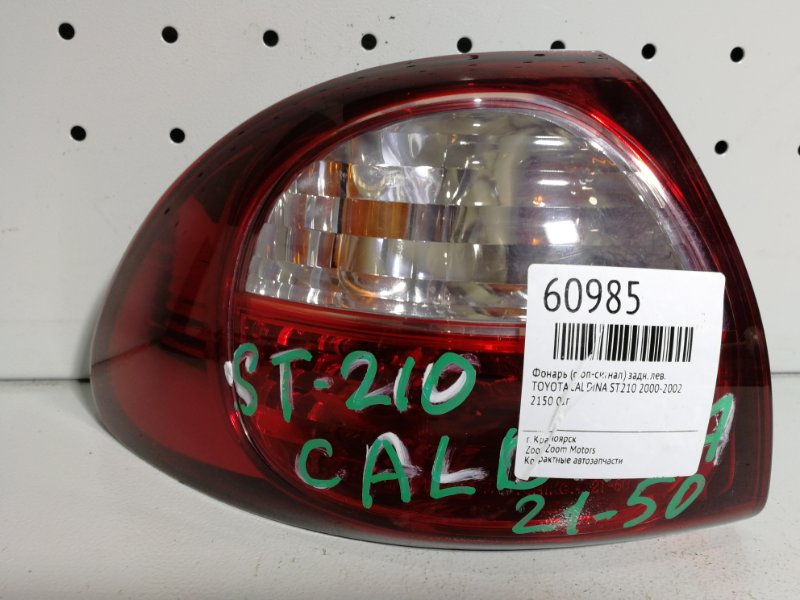 60985
Фонарь (стоп-сигнал) задн. лев.
TOYOTA CALDINA ST210 2000-2002
2150
г. Красноярск
Zoom Zoom Motors
Контрактные автозапчасти
ST-210
CALD
21-50